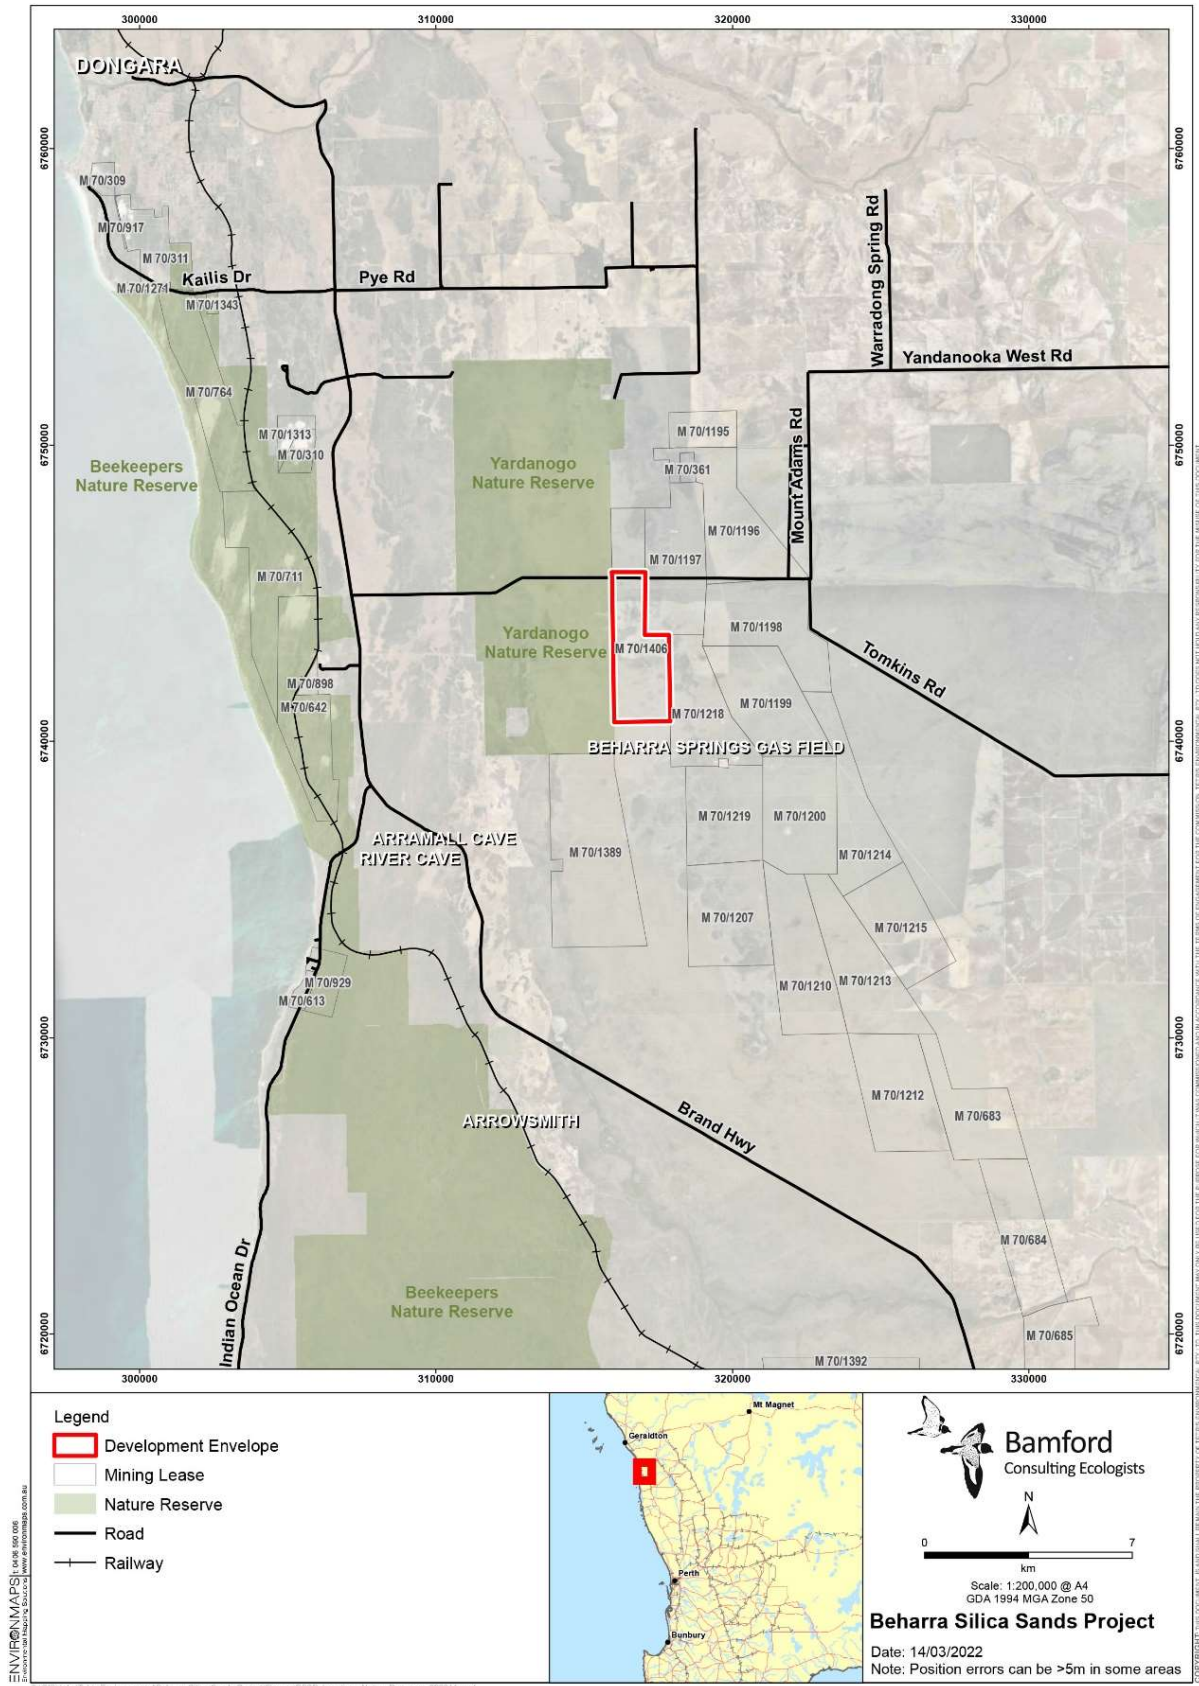 300000
310000
320000
330000
DONGARA
6760000
6760000
M 70/309
M 70/917
M 70/311
M 70/1271
Kailis Dr
Pye Rd
M 70/1343
Warradong Spring Rd
Yandanooka West Rd
M 70/764
Mount Adams Rd
M 70/1195
M 70/1313
M 70/310
6750000
6750000
Beekeepers
Nature Reserve
Yardanogo
Nature Reserve
M 70/361
M 70/1196
M 70/1197
M 70/711
Yardanogo
Nature Reserve
M 70/1406
M 70/1198
Tomkins Rd
M 70/898
M 70/642
M 70/1218
M 70/1199
6740000
6740000
BEHARRA SPRINGS GAS FIELD
M 70/1219
M 70/1200
ARRAMALL CAVE
RIVER CAVE
M 70/1389
M 70/1214
M 70/1207
M 70/1215
M 70/929
M 70/613
M 70/1210
M 70/1213
6730000
6730000
M 70/1212
M 70/683
ARROWSMITH
Brand Hwy
M 70/684
Indian Ocean Dr
Beekeepers
Nature Reserve
6720000
6720000
M 70/685
M 70/1392
300000
310000
320000
330000
Legend
Development Envelope
Mining Lease
Nature Reserve
Road
Railway
Mt Magnet
Geraldton
Perth
Bunbury
Bamford
Consulting Ecologists
N
0
7
km
Scale: 1:200,000 @ A4
GDA 1994 MGA Zone 50
Beharra Silica Sands Project
Date: 14/03/2022
Note: Position errors can be >5m in some areas
ENVIRONMAPS